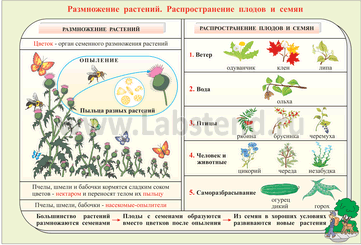 Размножение растений. Распространение плодов и семян
РАЗМНОЖЕНИЕ РАСТЕНИЙ
Цветок - орган семенного размножения растений
ОПЫЛЕНИЕ
Пыльца разных растений
Пчелы, шмели и бабочки кормятся сладким соком
цветов - нектаром и переносят тело их пыльцу
Пчелы, шмели, бабочки - насекомые-опылители
РАСПРОСТРАНЕНИЕ ПЛОДОВ И СЕМЯН
1. Ветер
одуванчик клен липа
2. Вода
ольха
3. Птицы
рябина брусника черемуха
4. Человек и
животные
цикорий череда незабудка
5. Саморазбрасывание
огурец
дикий
горох
Большинство растений
размножаются семенами
Плоды с семенами образуются
вместо цветков после опыления
Из семян в хороших условиях
развиваются новые растения